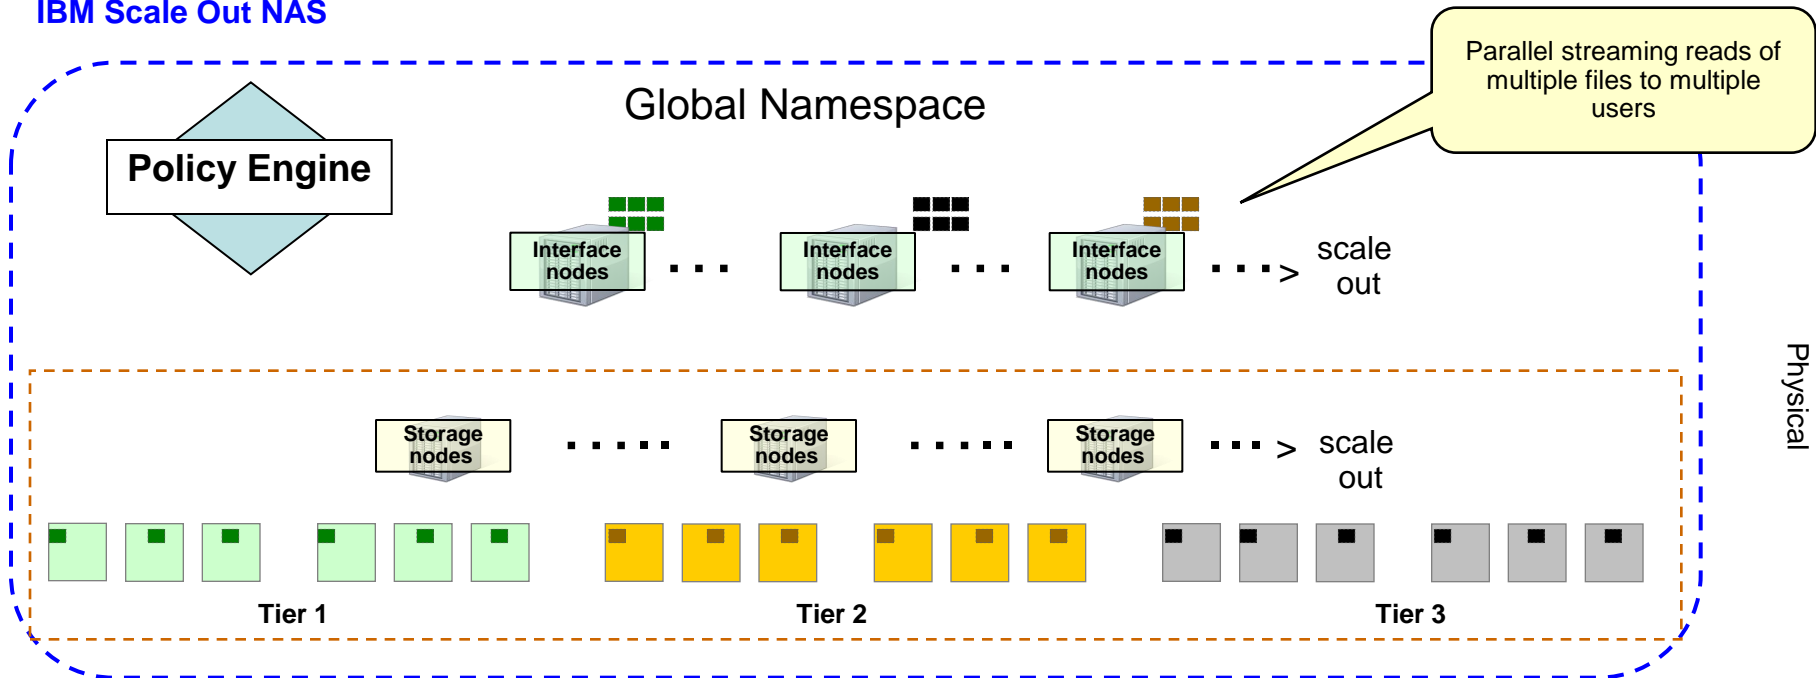 IBM Scale Out NAS
Parallel streaming reads of
multiple files to multiple
users
Global Namespace
Policy Engine
Interface
nodes
Interface
nodes
Interface
nodes
>
scale
out
Physical
Storage
nodes
Storage
nodes
Storage
nodes
>
scale
out
Tier 1
Tier 2
Tier 3